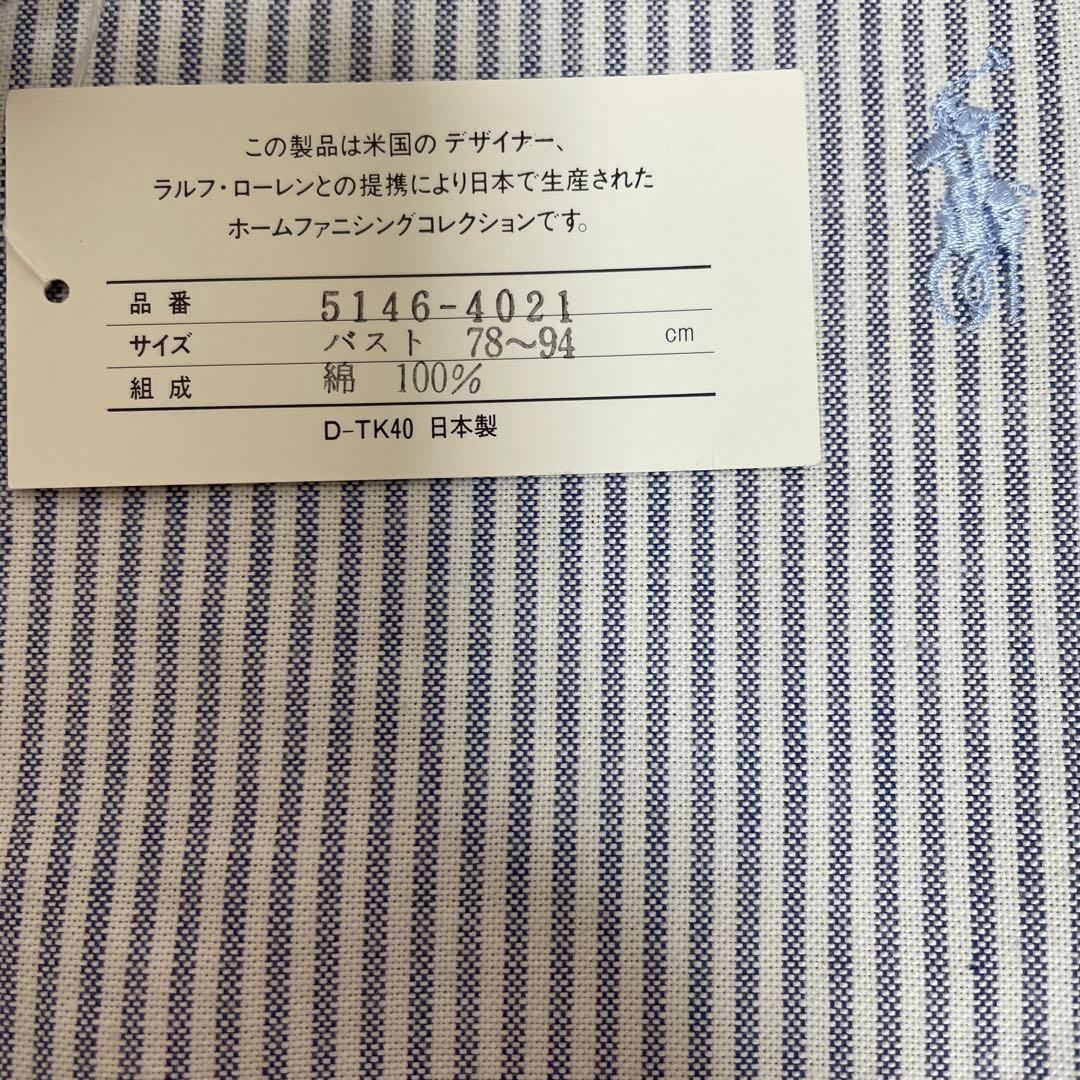 この製品は米国の デザイナー、
ラルフ・ローレンとの提携により日本で生産された
ホームファニシングコレクションです。
品番 5146-4021
サイズ バスト 78〜94 cm
組成 綿 100%
D-TK40 日本製